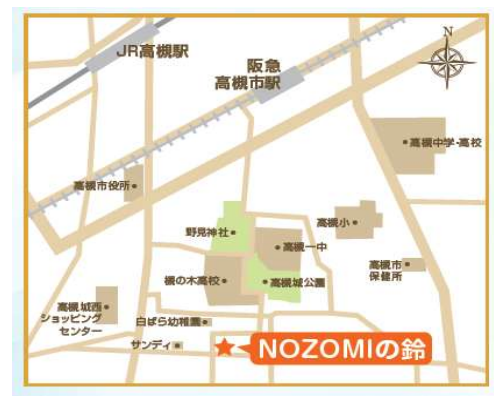 N
JR高槻駅
阪急
高槻市駅
高槻中学・高校
高槻市役所
高槻小
野見神社
高槻一中
高槻市
保健所
槻の木高校
高槻城公園
高槻城西
ショッピング
センター
白ばら幼稚園
サンディ
NOZOMIの鈴